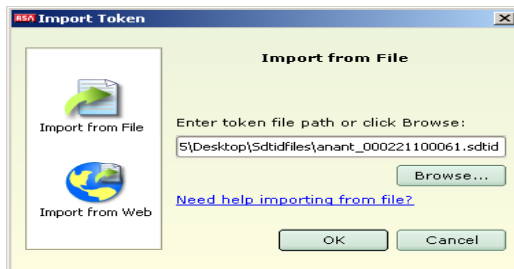 RSA Import Token
Import from File
Import from File
Import from Web
Enter token file path or click Browse:
5\Desktop\Sdtidfiles\anant_000221100061.sdtid
Browse...
Need help importing from file?
OK
Cancel